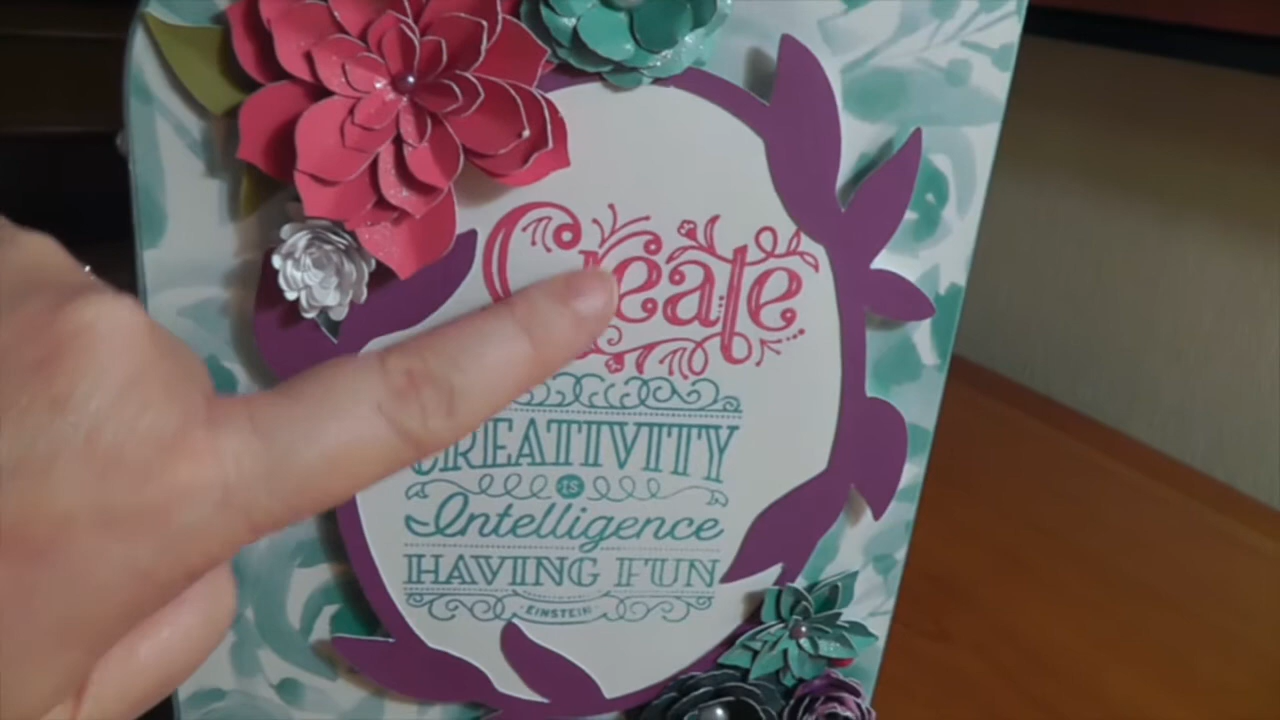 Create
CREATIVITY
IS
Intelligence
HAVING FUN
·EINSTEIN·